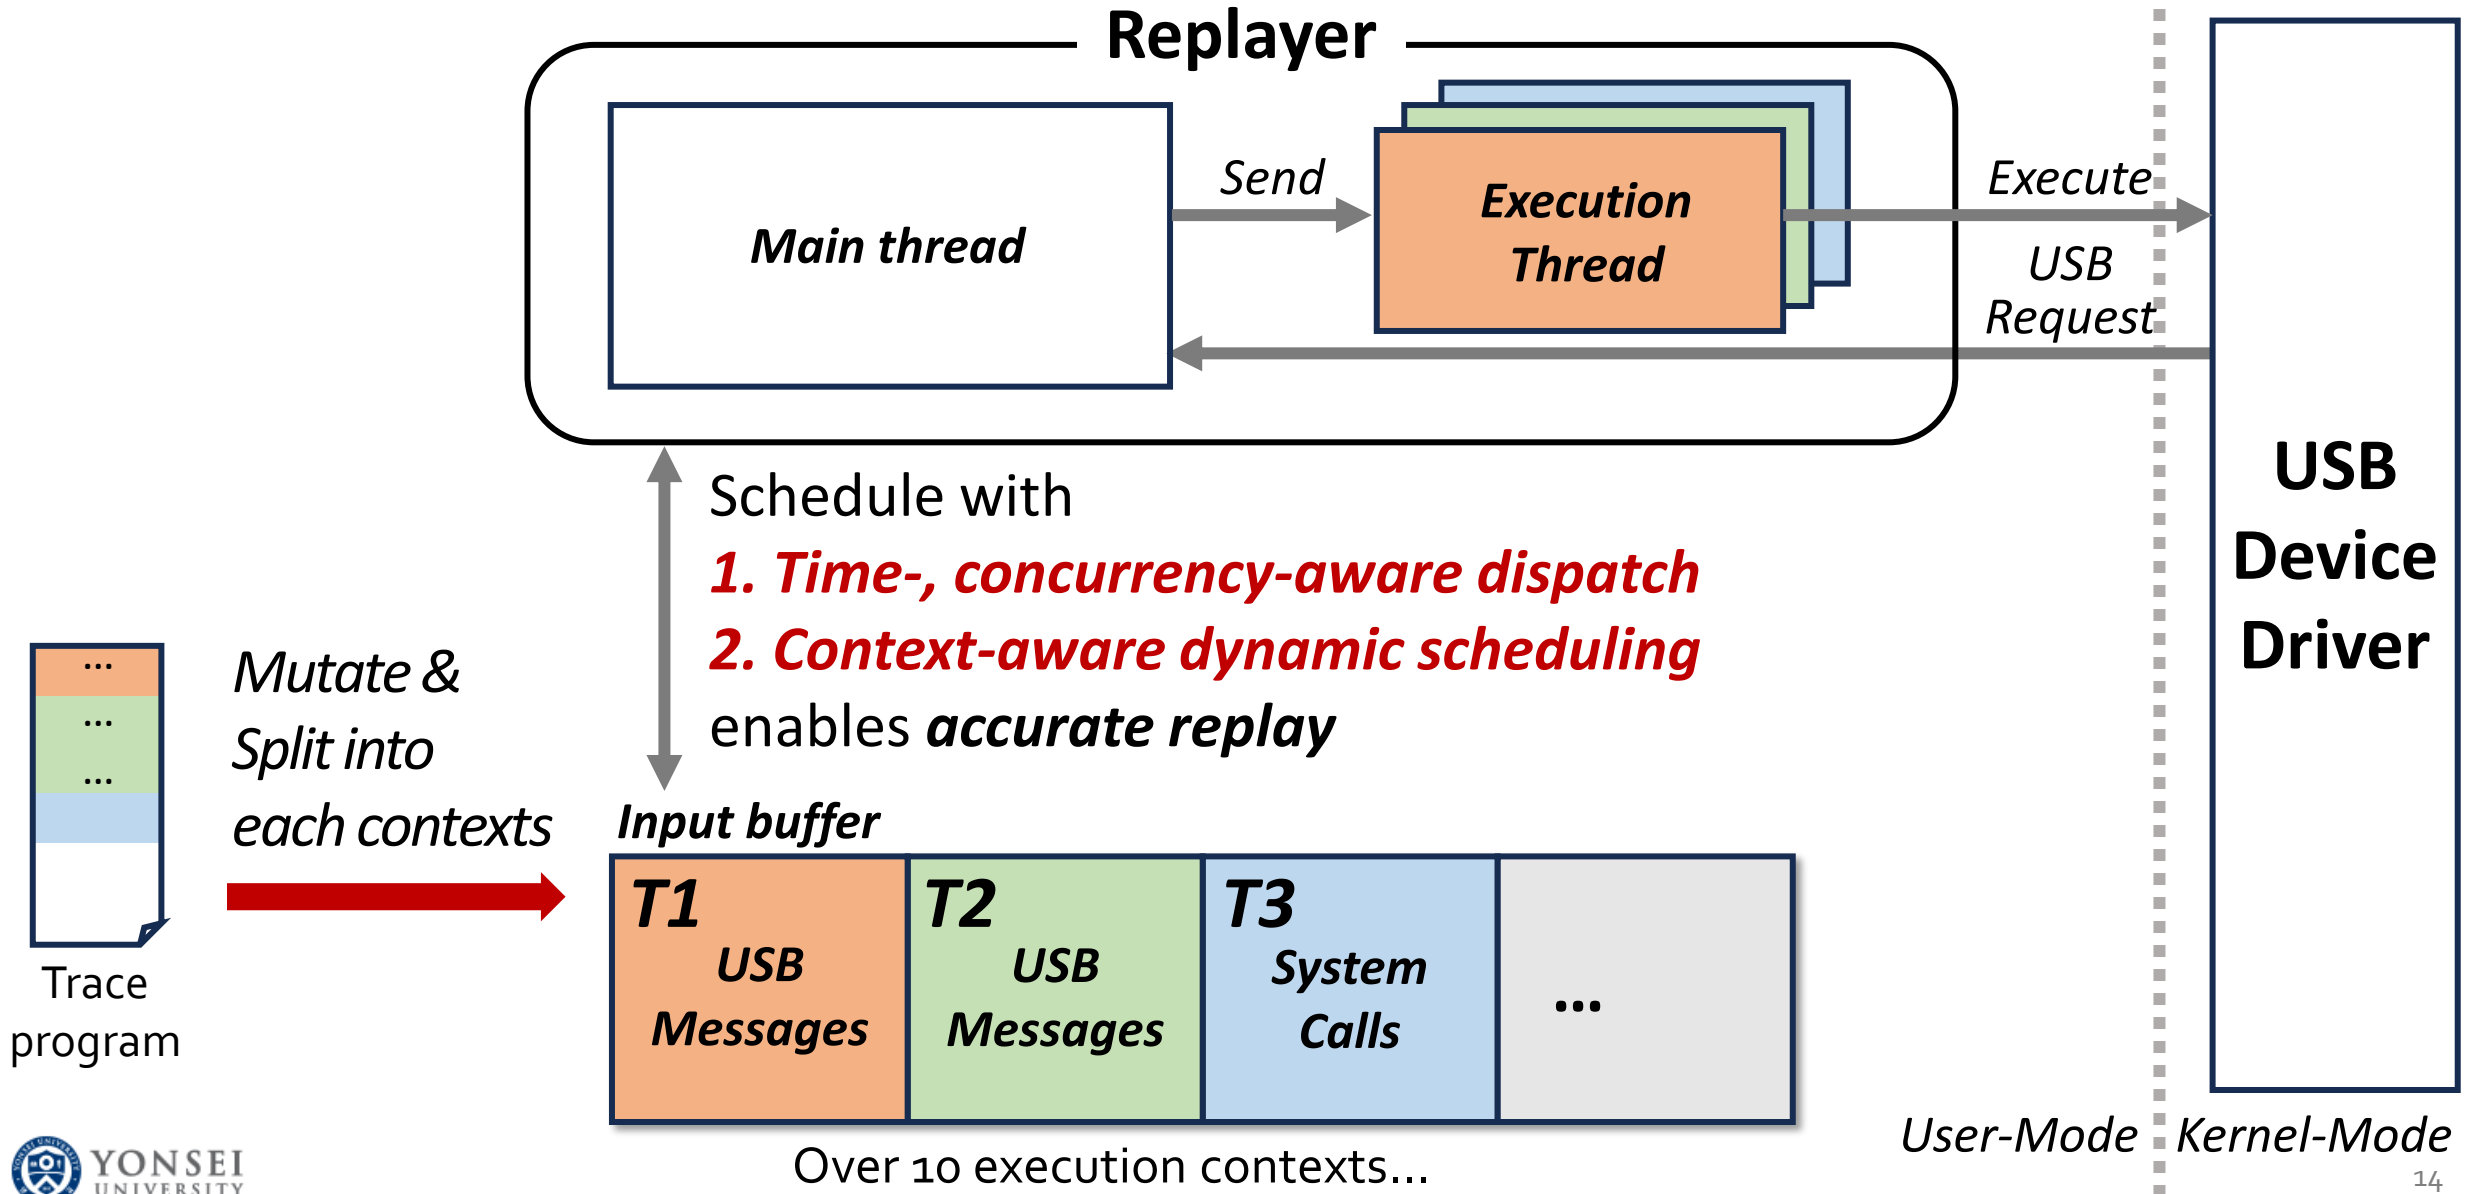 Replayer
Main thread
Send
Execution
Thread
Execute
USB
Request
USB
Device
Driver
Schedule with
1. Time-, concurrency-aware dispatch
2. Context-aware dynamic scheduling
enables accurate replay
...
...
...
Trace
program
Mutate &
Split into
each contexts
Input buffer
T1
USB
Messages
T2
USB
Messages
T3
System
Calls
...
Over 10 execution contexts...
User-Mode
Kernel-Mode
YONSEI
UNIVERSITY
14